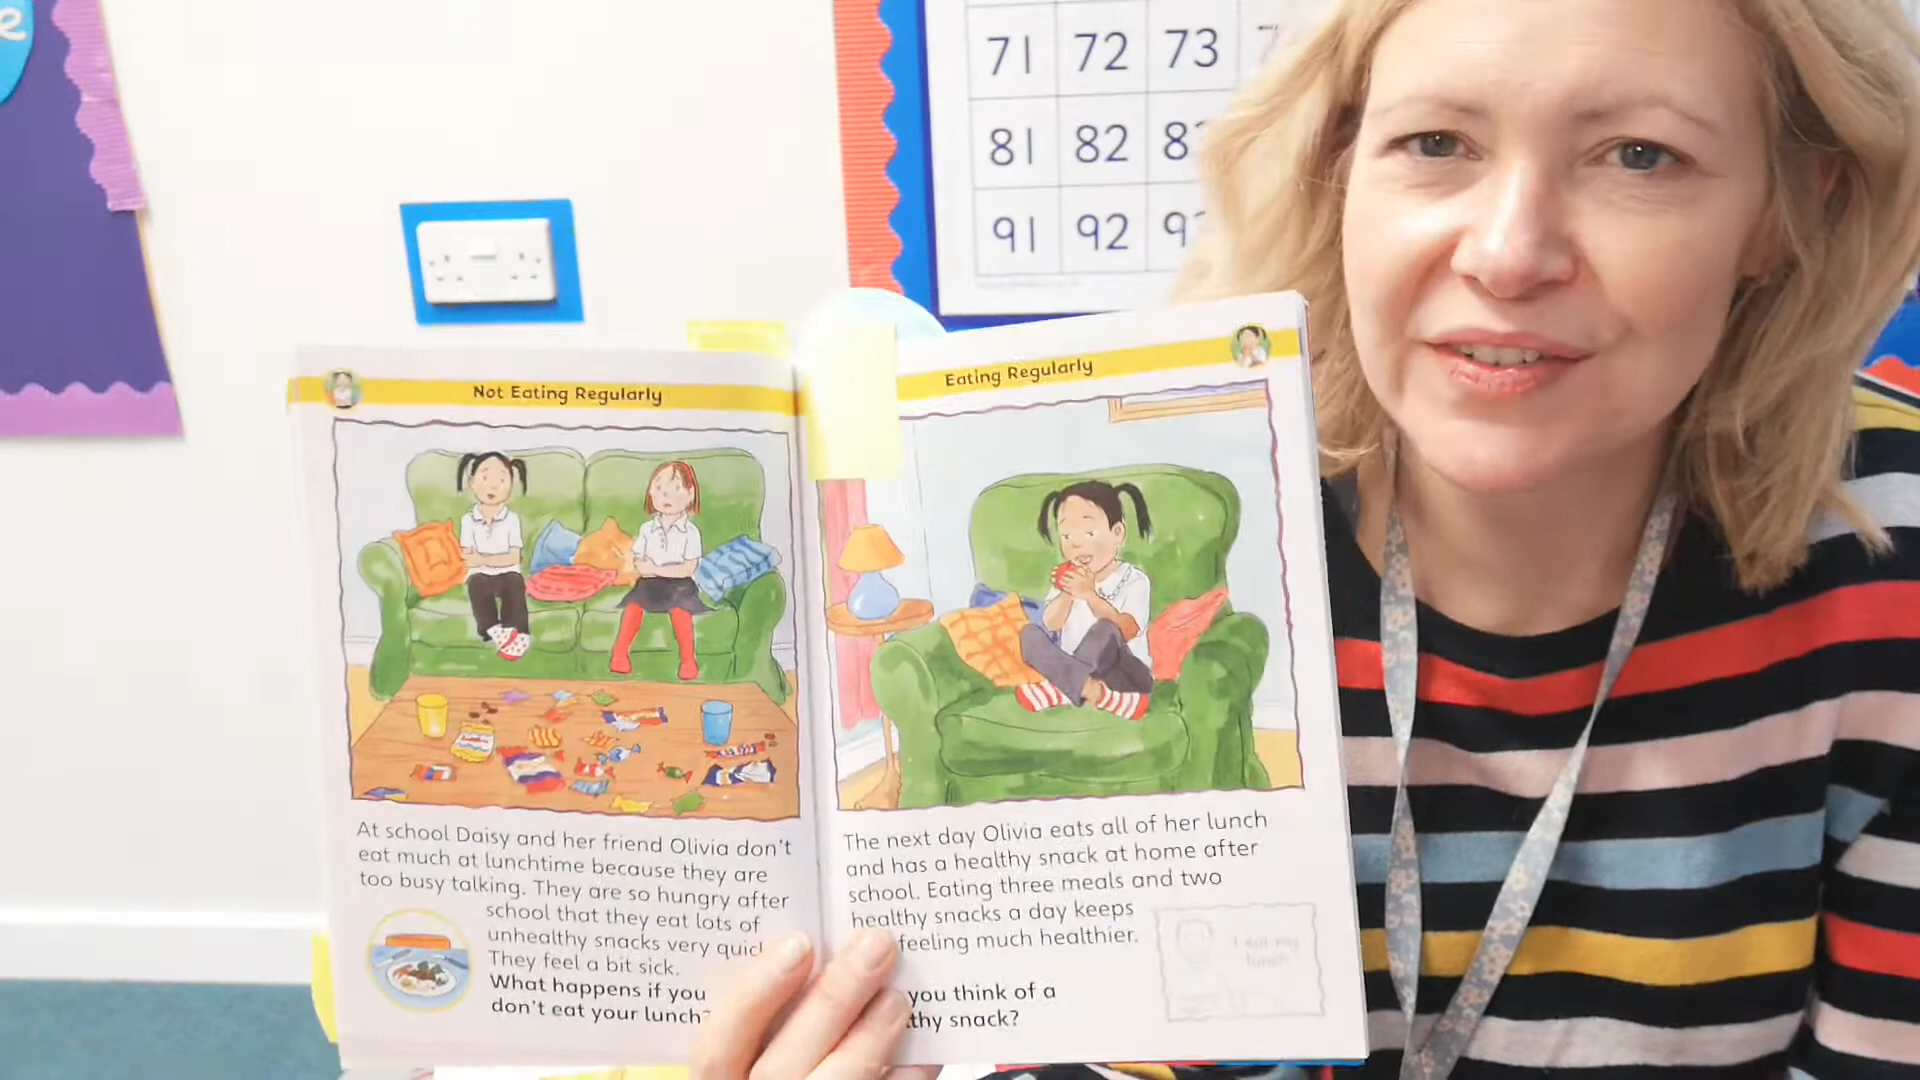 e
71 72 73
81 82
91 92
Not Eating Regularly
At school Daisy and her friend Olivia don't
eat much at lunchtime because they are
too busy talking. They are so hungry after
school that they eat lots of
unhealthy snacks very
They feel a bit sick.
What happens if you
don't eat your lunch?
Eating Regularly
The next day Olivia eats all of her lunch
and has a healthy snack at home after
school. Eating three meals and two
healthy snacks a day keeps
feeling much healthier.
you think of a
thy snack?